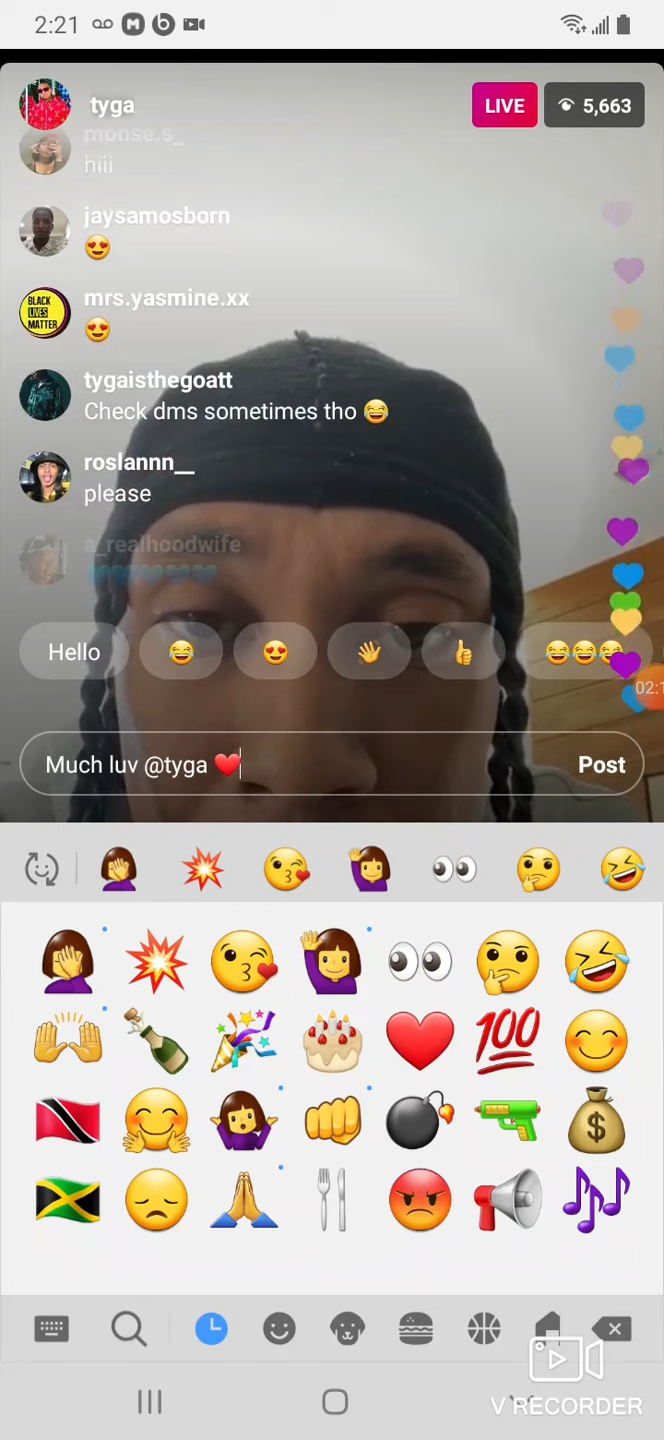 2:21
tyga
LIVE
5,663
monse.s_
hiii
jaysamosborn
😍
mrs.yasmine.xx
😍
BLACK
LIVES
MATTER
tygaisthegoatt
Check dms sometimes tho 😂
roslannn__
please
a_realhoodwife
Hello 😂 😍 👋 👍 😂😂😂
Much luv @tyga ❤️
Post
100
$
V RECORDER